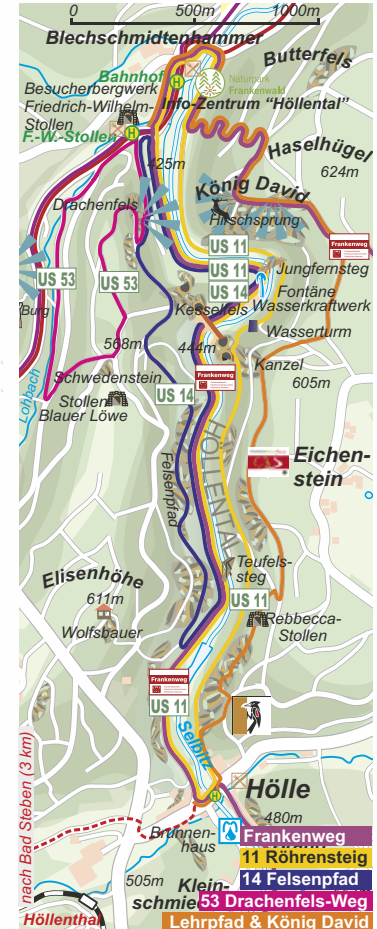 0 500m 1000m
Blechschmidtenhammer
Butterfels
Bahnhof
H
Naturpark
Frankenwald
Besucherbergwerk
Friedrich-Wilhelm-
Stollen
Info-Zentrum "Höllental"
F.-W.-Stollen
H
425m
Haselhügel
624m
König David
Drachenfels
Hirschsprung
Frankenweg
US 11
US 11
Jungfernsteg
US 53
US 53
US 14
Fontäne
Wasserkraftwerk
Burg
Kesselfels
Wasserturm
568m
444m
Kanzel
Lohbach
Schwedenstein
Frankenweg
605m
Stollen
Blauer Löwe
US 14
HÖLLENTAL
Eichen-
stein
Felsenpfad
Teufels-
steg
Elisenhöhe
611m
US 11
Rebbecca-
Stollen
Wolfsbauer
Frankenweg
US 11
Selbitz
nach Bad Steben (3 km)
Hölle
H
480m
Brunnen-
haus
Frankenweg
11 Röhrensteig
505m
Klein-
schmie
14 Felsenpfad
53 Drachenfels-Weg
Höllenthal
Lehrpfad & König David